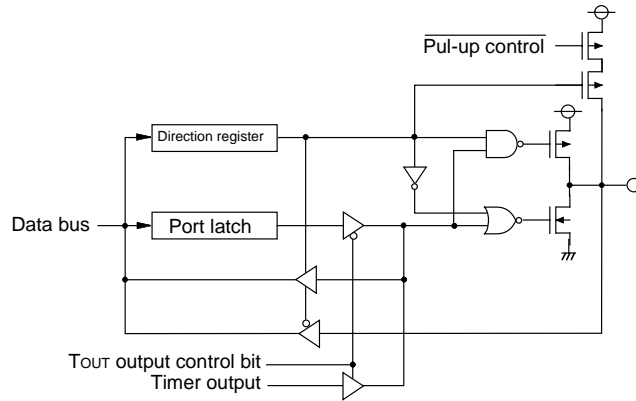 Pul-up control
Direction register
Data bus
Port latch
TOUT output control bit
Timer output